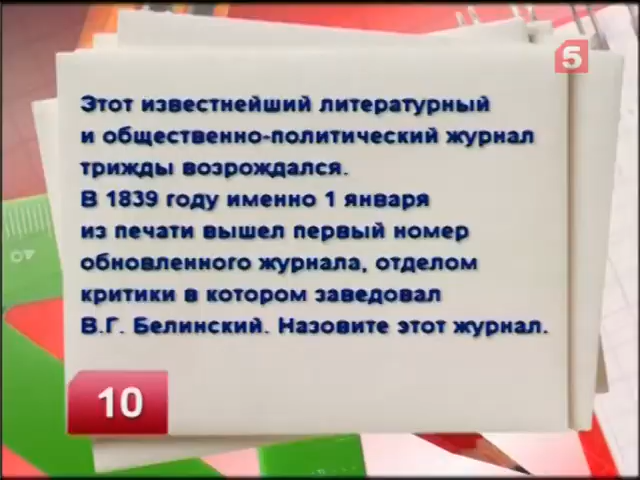 5
Этот известнейший литературный
и общественно-политический журнал
трижды возрождался.
В 1839 году именно 1 января
из печати вышел первый номер
обновленного журнала, отделом
критики в котором заведовал
В.Г. Белинский. Назовите этот журнал.
10